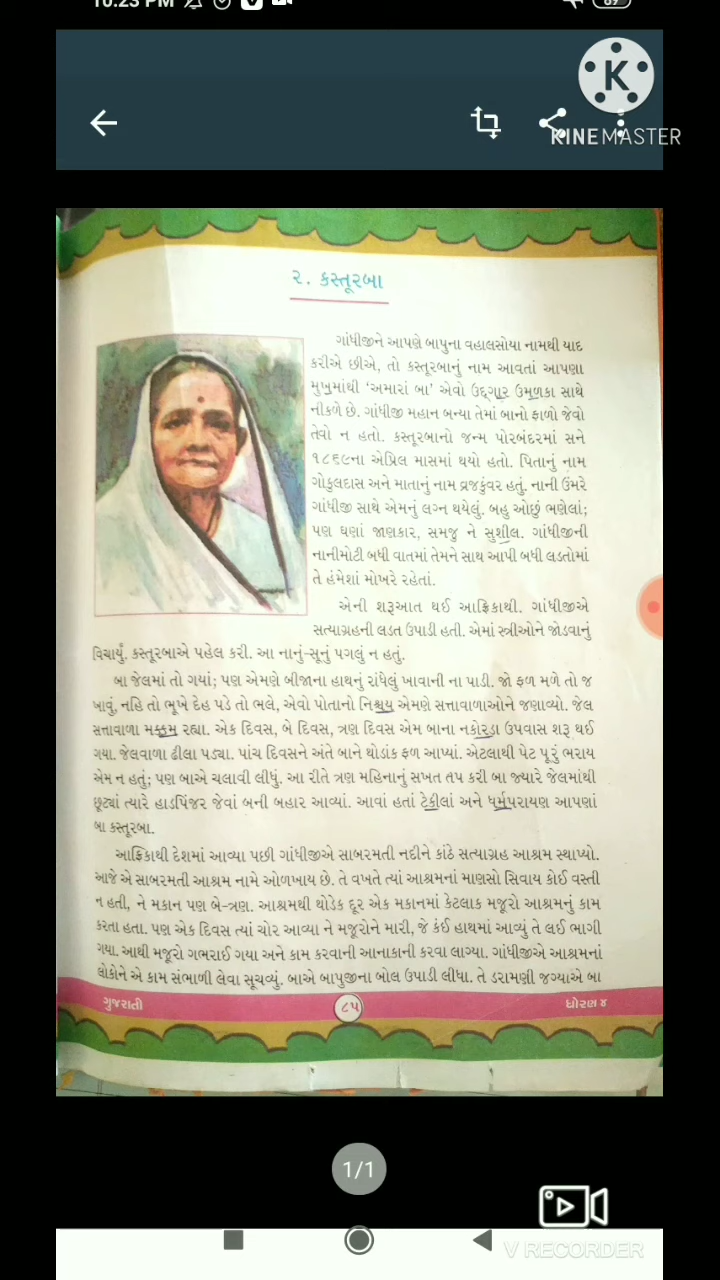 10:23 PM
KINEMASTER
૨. કસ્તૂરબા
ગાંધીજીને આપણે બાપુના વહાલસોયા નામથી યાદ
કરીએ છીએ, તો કસ્તૂરબાનું નામ આવતાં આપણા
મુખમાંથી ‘અમારાં બા’ એવો ઉદ્દગાર ઉમળકા સાથે
નીકળે છે. ગાંધીજી મહાન બન્યા તેમાં બાનો ફાળો જેવો
તેવો ન હતો. કસ્તૂરબાનો જન્મ પોરબંદરમાં સને
૧૮૬૯ના એપ્રિલ માસમાં થયો હતો. પિતાનું નામ
ગોકુલદાસ અને માતાનું નામ વ્રજકુંવર હતું. નાની ઉંમરે
ગાંધીજી સાથે એમનું લગ્ન થયેલું. બહુ ઓછું ભણેલાં;
પણ ઘણાં જાણકાર, સમજુ ને સુશીલ. ગાંધીજીની
નાનીમોટી બધી વાતમાં તેમને સાથ આપી બધી લડતોમાં
તે હંમેશાં મોખરે રહેતાં.
એની શરૂઆત થઈ આફ્રિકાથી. ગાંધીજીએ
સત્યાગ્રહની લડત ઉપાડી હતી. એમાં સ્ત્રીઓને જોડવાનું
વિચાર્યું. કસ્તૂરબાએ પહેલ કરી. આ નાનું-સૂનું પગલું ન હતું.
બા જેલમાં તો ગયાં; પણ એમણે બીજાના હાથનું રાંધેલું ખાવાની ના પાડી. જો ફળ મળે તો જ
ખાવું, નહિ તો ભૂખે દેહ પડે તો ભલે, એવો પોતાનો નિશ્ચય એમણે સત્તાવાળાઓને જણાવ્યો. જેલ
સત્તાવાળા મક્કમ રહ્યા. એક દિવસ, બે દિવસ, ત્રણ દિવસ એમ બાના નકોરડા ઉપવાસ શરૂ થઈ
ગયા. જેલવાળા ઢીલા પડ્યા. પાંચ દિવસને અંતે બાને થોડાંક ફળ આપ્યાં. એટલાથી પેટ પૂરું ભરાય
એમ ન હતું; પણ બાએ ચલાવી લીધું. આ રીતે ત્રણ મહિનાનું સખત તપ કરી બા જ્યારે જેલમાંથી
છૂટ્યાં ત્યારે હાડપિંજર જેવાં બની બહાર આવ્યાં. આવાં હતાં ટેકીલાં અને ધર્મપરાયણ આપણાં
બા કસ્તૂરબા.
આફ્રિકાથી દેશમાં આવ્યા પછી ગાંધીજીએ સાબરમતી નદીને કાંઠે સત્યાગ્રહ આશ્રમ સ્થાપ્યો.
આજે એ સાબરમતી આશ્રમ નામે ઓળખાય છે. તે વખતે ત્યાં આશ્રમનાં માણસો સિવાય કોઈ વસ્તી
ન હતી, ને મકાન પણ બે-ત્રણ. આશ્રમથી થોડેક દૂર એક મકાનમાં કેટલાક મજૂરો આશ્રમનું કામ
કરતા હતા. પણ એક દિવસ ત્યાં ચોર આવ્યા ને મજૂરોને મારી, જે કંઈ હાથમાં આવ્યું તે લઈ ભાગી
ગયા. આથી મજૂરો ગભરાઈ ગયા અને કામ કરવાની આનાકાની કરવા લાગ્યા. ગાંધીજીએ આશ્રમનાં
લોકોને એ કામ સંભાળી લેવા સૂચવ્યું. બાએ બાપુજીના બોલ ઉપાડી લીધા. તે ડરામણી જગ્યાએ બા
ગુજરાતી ૮૫ ધોરણ ૪
1/1
V RECORDER